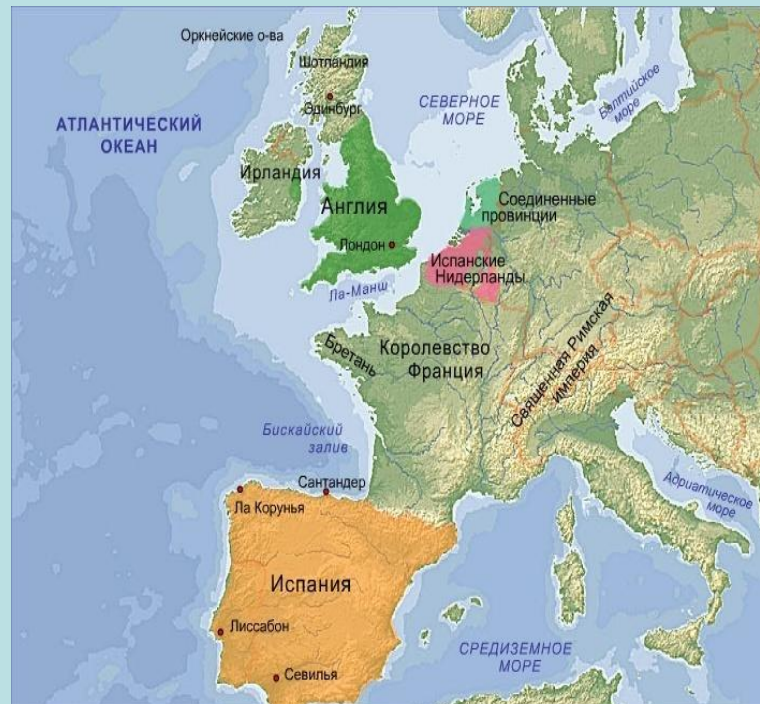 Оркнейские о-ва
Шотландия
Эдинбург
СЕВЕРНОЕ
МОРЕ
Балтийское
море
АТЛАНТИЧЕСКИЙ
ОКЕАН
Ирландия
Англия
Лондон
Соединенные
провинции
Испанские
Нидерланды
Ла-Манш
Бретань
Королевство
Франция
Священная Римская
империя
Бискайский
залив
Сантандер
Ла Корунья
Адриатическое
море
Испания
Лиссабон
Севилья
СРЕДИЗЕМНОЕ
МОРЕ